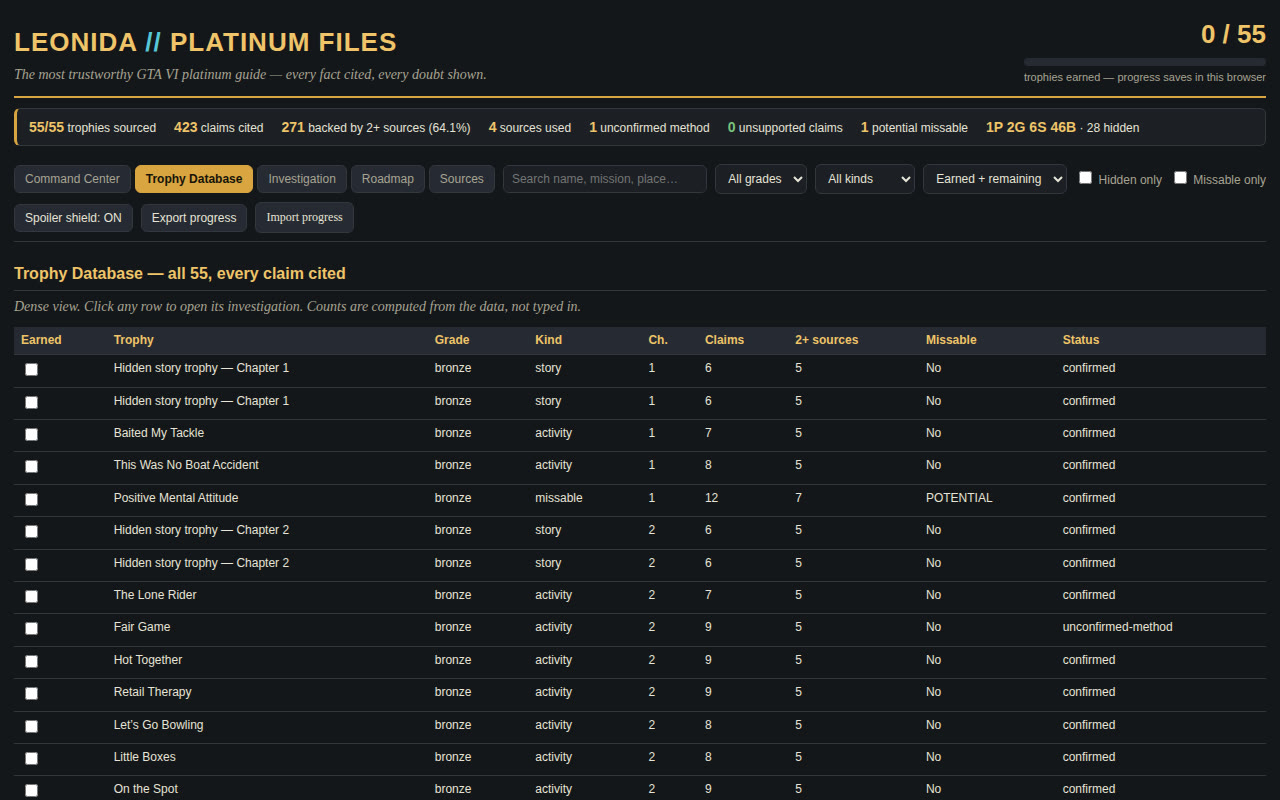 LEONIDA // PLATINUM FILES
0 / 55
The most trustworthy GTA VI platinum guide — every fact cited, every doubt shown.
trophies earned — progress saves in this browser
55/55 trophies sourced 423 claims cited 271 backed by 2+ sources (64.1%) 4 sources used 1 unconfirmed method 0 unsupported claims 1 potential missable 1P 2G 6S 46B · 28 hidden
Command Center Trophy Database Investigation Roadmap Sources Search name, mission, place… All grades All kinds Earned + remaining Hidden only Missable only
Spoiler shield: ON Export progress Import progress
Trophy Database — all 55, every claim cited
Dense view. Click any row to open its investigation. Counts are computed from the data, not typed in.
Earned Trophy Grade Kind Ch. Claims 2+ sources Missable Status
Hidden story trophy — Chapter 1 bronze story 1 6 5 No confirmed
Hidden story trophy — Chapter 1 bronze story 1 6 5 No confirmed
Baited My Tackle bronze activity 1 7 5 No confirmed
This Was No Boat Accident bronze activity 1 8 5 No confirmed
Positive Mental Attitude bronze missable 1 12 7 POTENTIAL confirmed
Hidden story trophy — Chapter 2 bronze story 2 6 5 No confirmed
Hidden story trophy — Chapter 2 bronze story 2 6 5 No confirmed
The Lone Rider bronze activity 2 7 5 No confirmed
Fair Game bronze activity 2 9 5 No unconfirmed-method
Hot Together bronze activity 2 9 5 No confirmed
Retail Therapy bronze activity 2 9 5 No confirmed
Let's Go Bowling bronze activity 2 8 5 No confirmed
Little Boxes bronze activity 2 8 5 No confirmed
On the Spot bronze activity 2 9 5 No confirmed